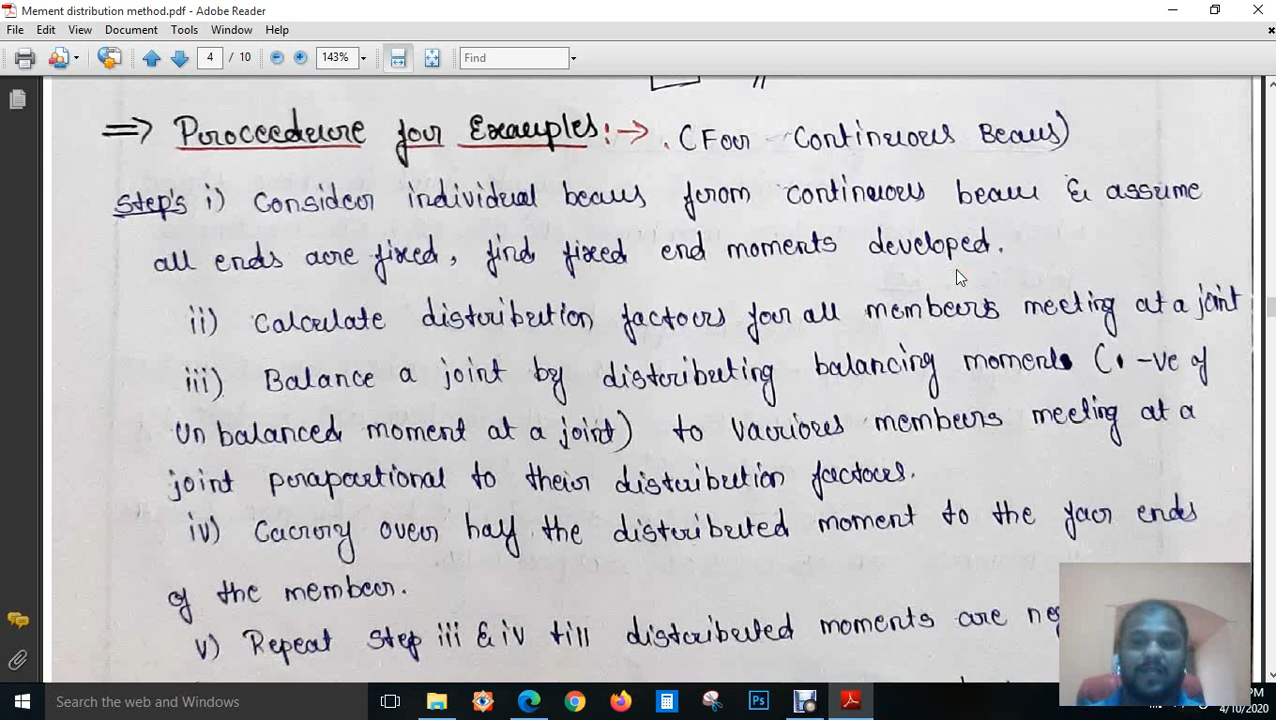 Mement distribution method.pdf - Adobe Reader
File Edit View Document Tools Window Help
4 / 10 143% Find
=> Proceedure for Examples:-> . (For Continuous Beams)
Step's i) Consider individual beams from continuous beam & assume
all ends are fixed, find fixed end moments developed.
ii) Calculate distribution factors for all members meeting at a joint
iii) Balance a joint by distributing balancing moment (-ve of
unbalanced moment at a joint) to various members meeting at a
joint proportional to their distribution factors.
iv) Carry over half the distributed moment to the far ends
of the member.
v) Repeat Step iii & iv till distributed moments are neg
Search the web and Windows
4/10/2020